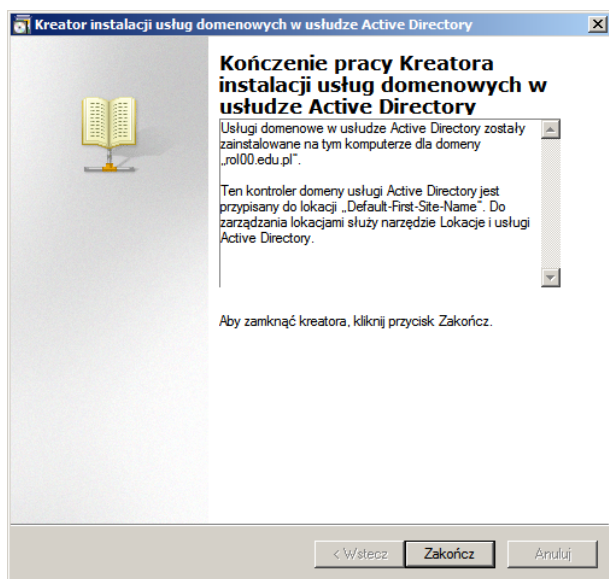 Kreator instalacji usług domenowych w usłudze Active Directory
Kończenie pracy Kreatora
instalacji usług domenowych w
usłudze Active Directory
Usługi domenowe w usłudze Active Directory zostały
zainstalowane na tym komputerze dla domeny
„rol00.edu.pl”.
Ten kontroler domeny usługi Active Directory jest
przypisany do lokacji „Default-First-Site-Name”. Do
zarządzania lokacjami służy narzędzie Lokacje i usługi
Active Directory.
Aby zamknąć kreatora, kliknij przycisk Zakończ.
< Wstecz
Zakończ
Anuluj